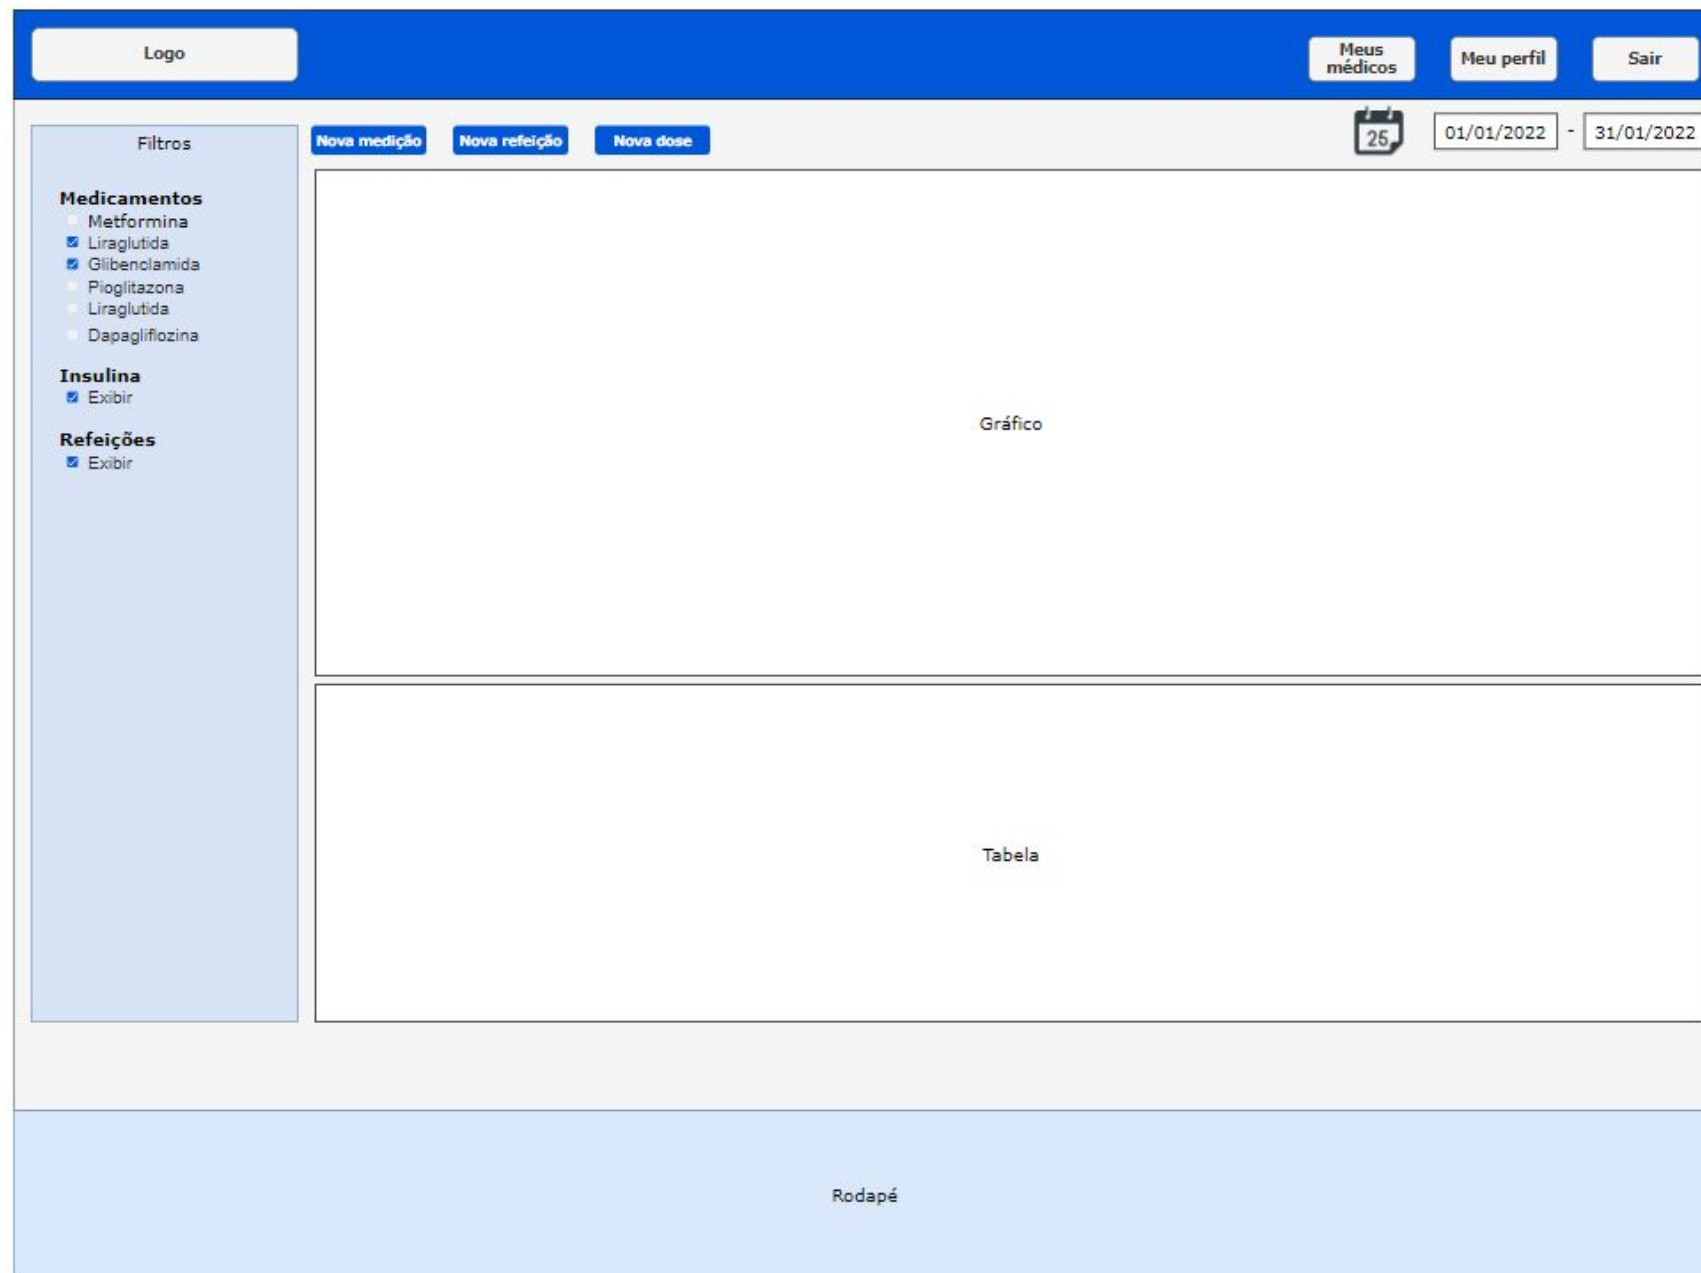 Logo
Meus
médicos
Meu perfil
Sair
Filtros
Nova medição
Nova refeição
Nova dose
25
01/01/2022 - 31/01/2022
Medicamentos
Metformina
Liraglutida
Glibenclamida
Pioglitazona
Liraglutida
Dapagliflozina
Insulina
Exibir
Refeições
Exibir
Gráfico
Tabela
Rodapé